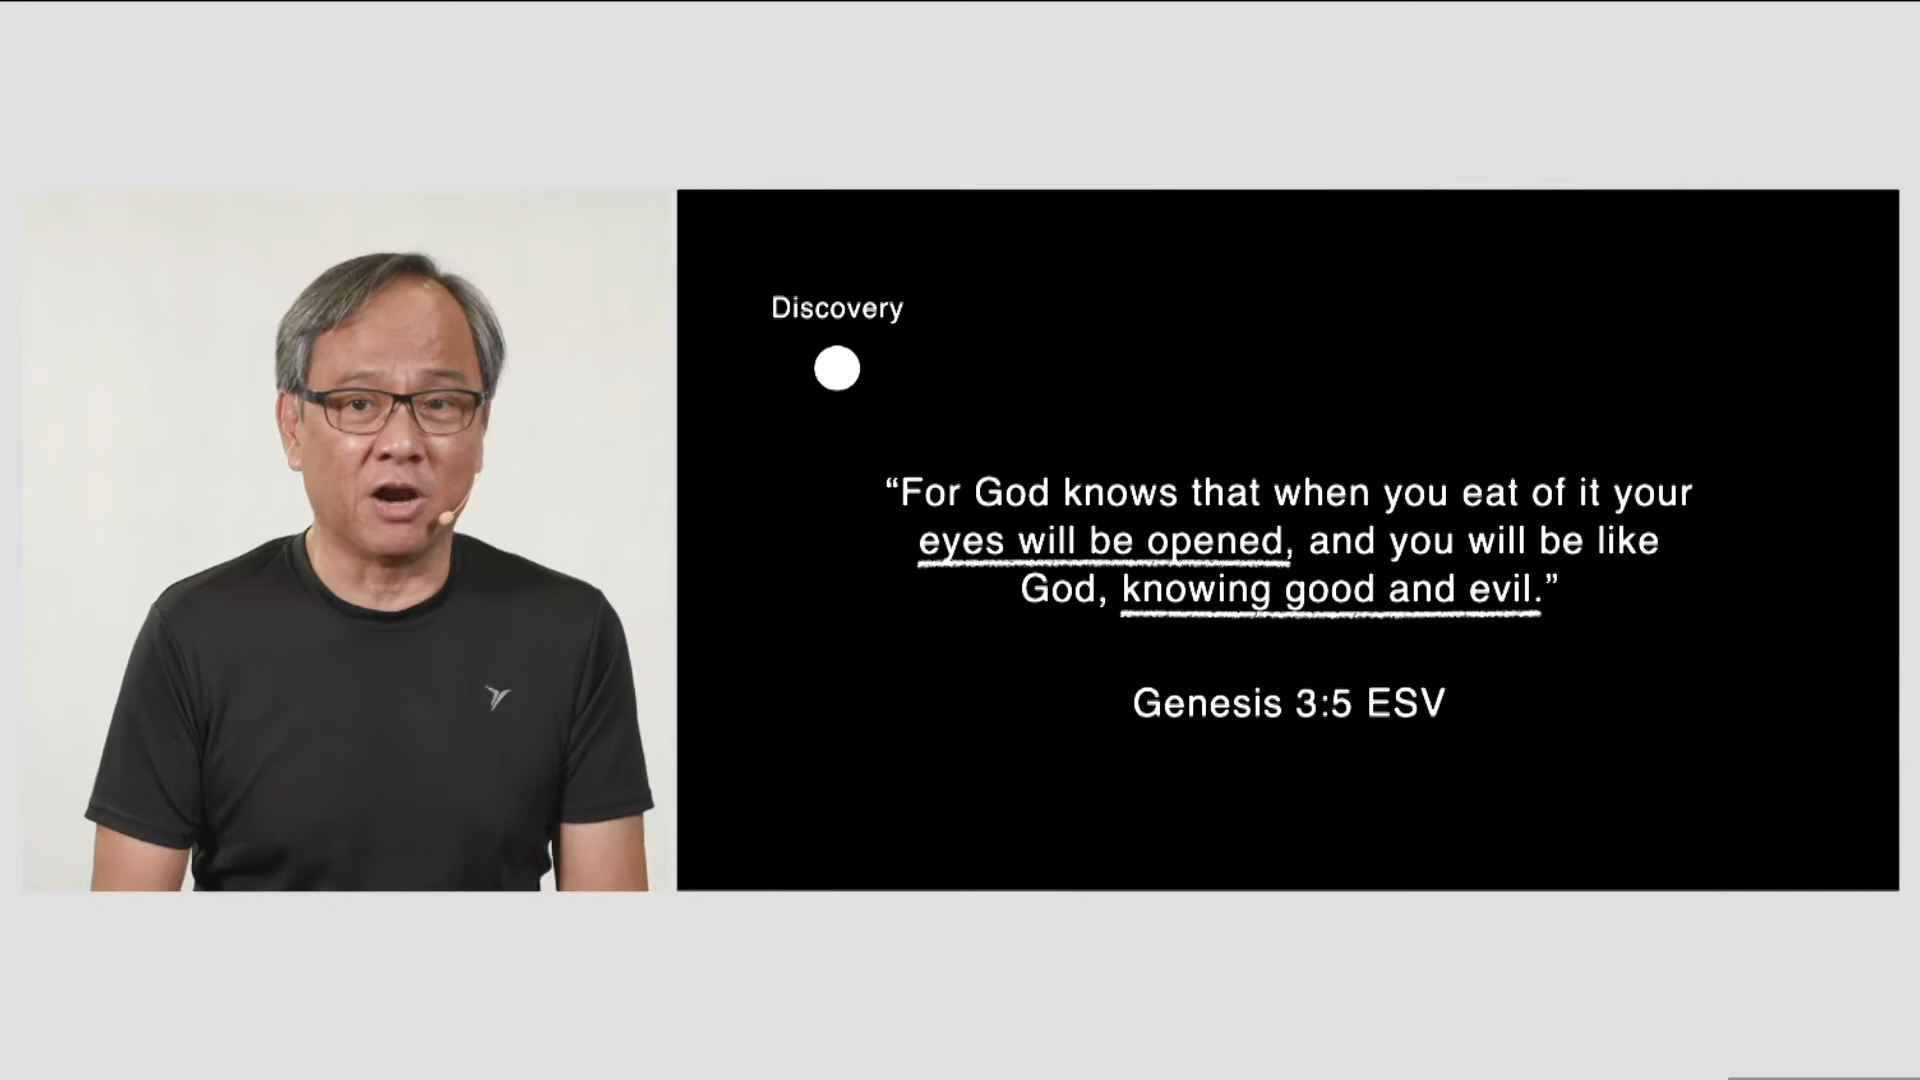 Discovery
“For God knows that when you eat of it your
eyes will be opened, and you will be like
God, knowing good and evil.”
Genesis 3:5 ESV